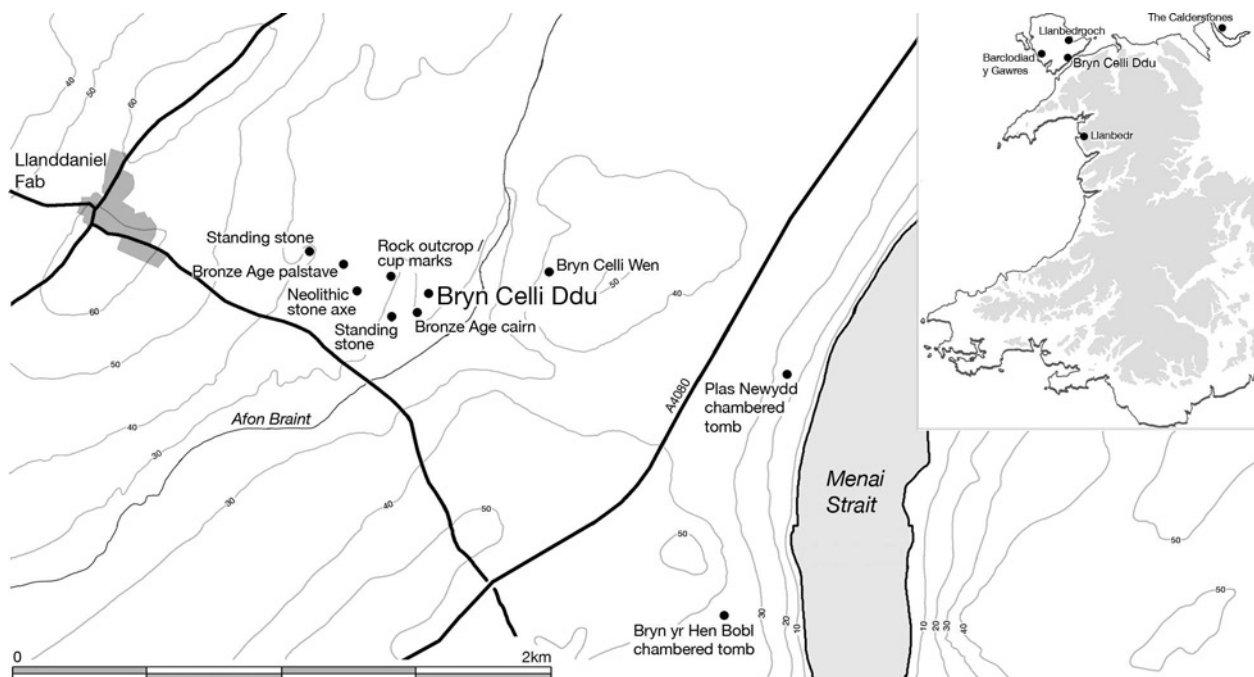 Llanddaniel
Fab
Standing stone
Bronze Age palstave
Neolithic
stone axe
Rock outcrop /
cup marks
Standing
stone
Bryn Celli Ddu
Bronze Age cairn
Bryn Celli Wen
Afon Braint
A4080
Plas Newydd
chambered
tomb
Menai
Strait
Bryn yr Hen Bobl
chambered tomb
40
50
60
60
50
40
30
40
30
30
50
50
40
50
30
20
10
10
20
30
40
50
50
0
2km
The Calderstones
Llanbedrgoch
Barclodiad
y Gawres
Bryn Celli Ddu
Llanbedr